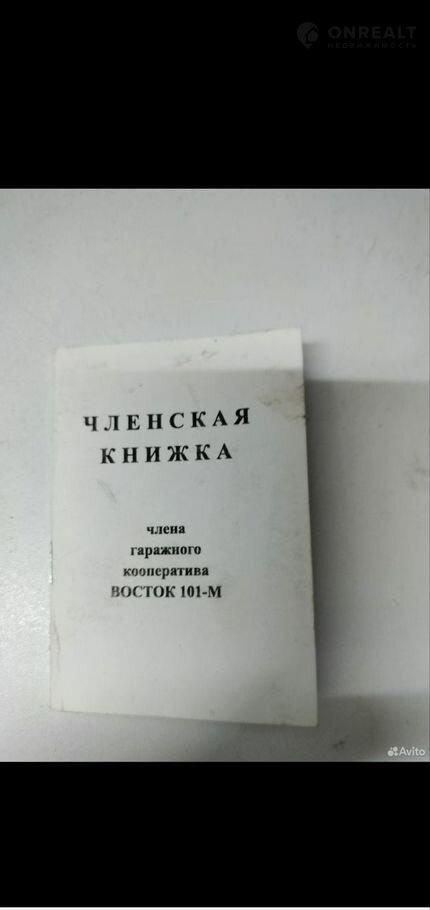 ONREALT
НЕДВИЖИМОСТЬ
ЧЛЕНСКАЯ
КНИЖКА
члена
гаражного
кооператива
ВОСТОК 101-М
Avito